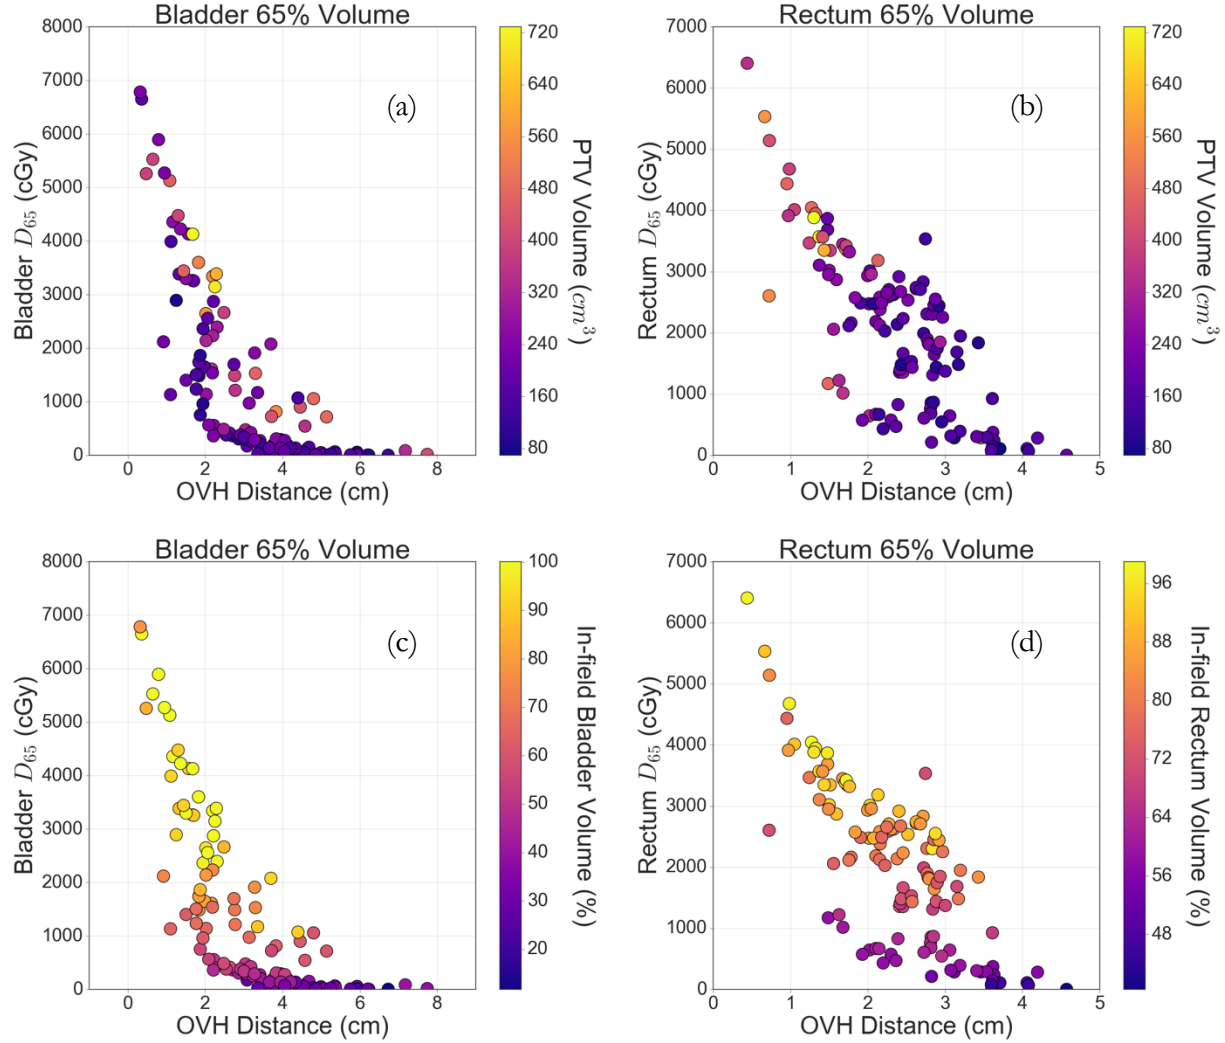 Bladder 65% Volume
(a)
8000
7000
6000
5000
4000
3000
2000
1000
0
Bladder D65 (cGy)
0 2 4 6 8
OVH Distance (cm)
720
640
560
480
400
320
240
160
80
PTV Volume (cm3)
Rectum 65% Volume
(b)
7000
6000
5000
4000
3000
2000
1000
0
Rectum D65 (cGy)
0 1 2 3 4 5
OVH Distance (cm)
720
640
560
480
400
320
240
160
80
PTV Volume (cm3)
Bladder 65% Volume
(c)
8000
7000
6000
5000
4000
3000
2000
1000
0
Bladder D65 (cGy)
0 2 4 6 8
OVH Distance (cm)
100
90
80
70
60
50
40
30
20
In-field Bladder Volume (%)
Rectum 65% Volume
(d)
7000
6000
5000
4000
3000
2000
1000
0
Rectum D65 (cGy)
0 1 2 3 4 5
OVH Distance (cm)
96
88
80
72
64
56
48
In-field Rectum Volume (%)